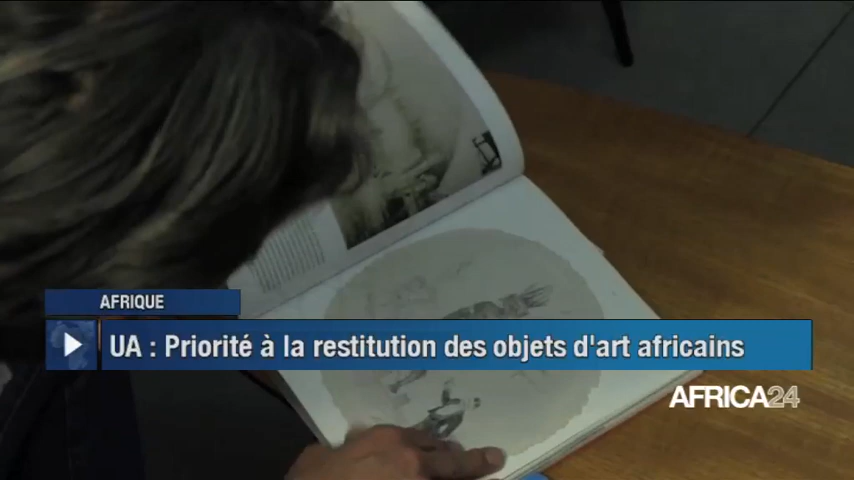 AFRIQUE
UA : Priorité à la restitution des objets d'art africains
AFRICA24